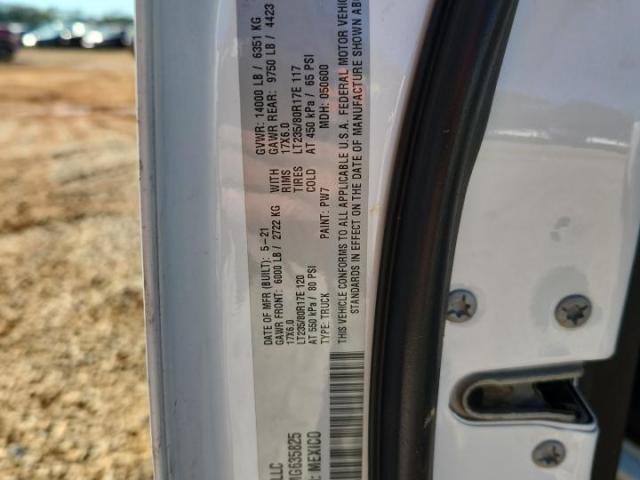 LLC
DATE OF MFR (BUILT): 5-21 GVWR: 14000 LB / 6351 KG
GAWR FRONT: 6000 LB / 2722 KG WITH GAWR REAR: 9750 LB / 4423
17X6.0 RIMS 17X6.0
LT235/80R17E 120 TIRES LT235/80R17E 117
AT 550 kPa / 80 PSI COLD AT 450 kPa / 65 PSI
MG635825 TYPE: TRUCK PAINT: PW7 MDH: 050600
: MEXICO
THIS VEHICLE CONFORMS TO ALL APPLICABLE U.S.A. FEDERAL MOTOR VEHIC
STANDARDS IN EFFECT ON THE DATE OF MANUFACTURE SHOWN ABO